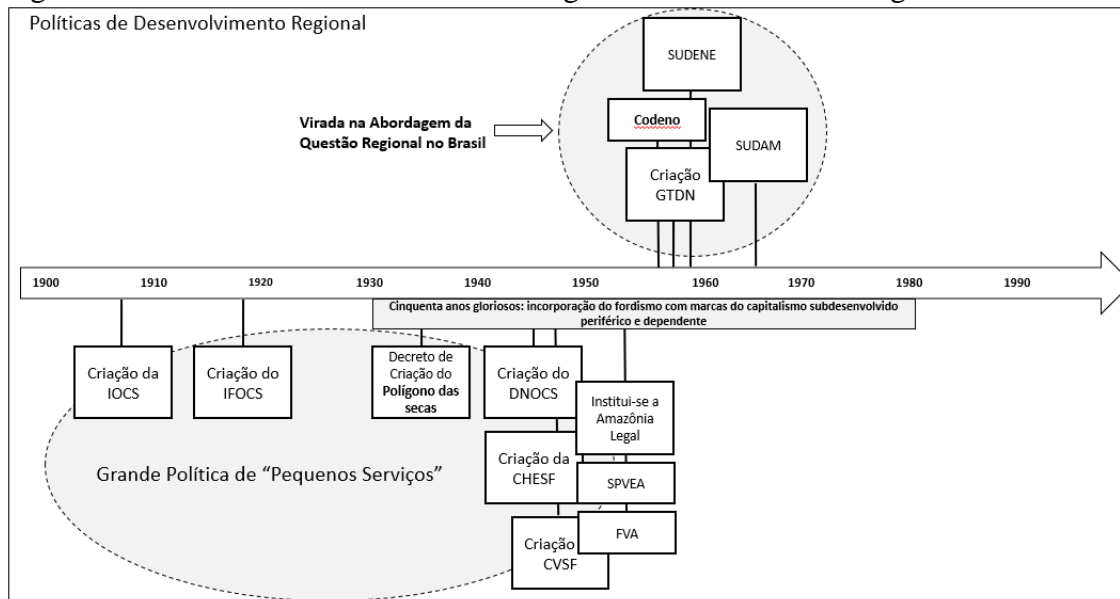 Políticas de Desenvolvimento Regional
SUDENE
Virada na Abordagem da
Questão Regional no Brasil
Codeno
SUDAM
Criação
GTDN
1900 1910 1920 1930 1940 1950 1960 1970 1980 1990
Cinquenta anos gloriosos: incorporação do fordismo com marcas do capitalismo subdesenvolvido
periférico e dependente
Criação da
IOCS
Criação do
IFOCS
Decreto de
Criação do
Polígono das
secas
Criação do
DNOCS
Institui-se a
Amazônia
Legal
Grande Política de “Pequenos Serviços”
Criação da
CHESF
SPVEA
FVA
Criação
CVSF